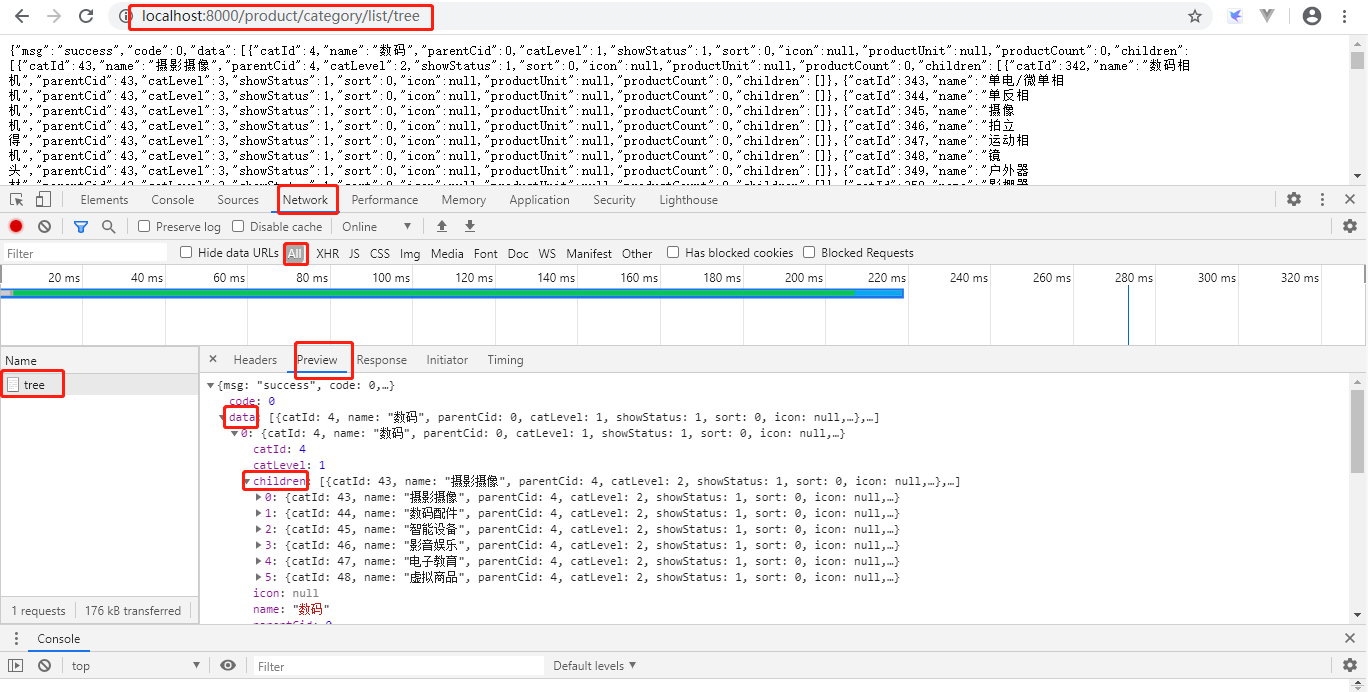 localhost:8000/product/category/list/tree
{"msg":"success","code":0,"data":[{"catId":4,"name":"数码","parentCid":0,"catLevel":1,"showStatus":1,"sort":0,"icon":null,"productUnit":null,"productCount":0,"children":
[{"catId":43,"name":"摄影摄像","parentCid":4,"catLevel":2,"showStatus":1,"sort":0,"icon":null,"productUnit":null,"productCount":0,"children":[{"catId":342,"name":"数码相
机","parentCid":43,"catLevel":3,"showStatus":1,"sort":0,"icon":null,"productUnit":null,"productCount":0,"children":[]},{"catId":343,"name":"单电/微单相
机","parentCid":43,"catLevel":3,"showStatus":1,"sort":0,"icon":null,"productUnit":null,"productCount":0,"children":[]},{"catId":344,"name":"单反相
机","parentCid":43,"catLevel":3,"showStatus":1,"sort":0,"icon":null,"productUnit":null,"productCount":0,"children":[]},{"catId":345,"name":"摄像
机","parentCid":43,"catLevel":3,"showStatus":1,"sort":0,"icon":null,"productUnit":null,"productCount":0,"children":[]},{"catId":346,"name":"拍立
得","parentCid":43,"catLevel":3,"showStatus":1,"sort":0,"icon":null,"productUnit":null,"productCount":0,"children":[]},{"catId":347,"name":"运动相
机","parentCid":43,"catLevel":3,"showStatus":1,"sort":0,"icon":null,"productUnit":null,"productCount":0,"children":[]},{"catId":348,"name":"镜
头","parentCid":43,"catLevel":3,"showStatus":1,"sort":0,"icon":null,"productUnit":null,"productCount":0,"children":[]},{"catId":349,"name":"户外器
Elements Console Sources Network Performance Memory Application Security Lighthouse
Preserve log Disable cache Online
Filter Hide data URLs All XHR JS CSS Img Media Font Doc WS Manifest Other Has blocked cookies Blocked Requests
20 ms 40 ms 60 ms 80 ms 100 ms 120 ms 140 ms 160 ms 180 ms 200 ms 220 ms 240 ms 260 ms 280 ms 300 ms 320 ms
Name Headers Preview Response Initiator Timing
tree
{msg: "success", code: 0,…}
code: 0
data: [{catId: 4, name: "数码", parentCid: 0, catLevel: 1, showStatus: 1, sort: 0, icon: null,…},…]
0: {catId: 4, name: "数码", parentCid: 0, catLevel: 1, showStatus: 1, sort: 0, icon: null,…}
catId: 4
catLevel: 1
children: [{catId: 43, name: "摄影摄像", parentCid: 4, catLevel: 2, showStatus: 1, sort: 0, icon: null,…},…]
0: {catId: 43, name: "摄影摄像", parentCid: 4, catLevel: 2, showStatus: 1, sort: 0, icon: null,…}
1: {catId: 44, name: "数码配件", parentCid: 4, catLevel: 2, showStatus: 1, sort: 0, icon: null,…}
2: {catId: 45, name: "智能设备", parentCid: 4, catLevel: 2, showStatus: 1, sort: 0, icon: null,…}
3: {catId: 46, name: "影音娱乐", parentCid: 4, catLevel: 2, showStatus: 1, sort: 0, icon: null,…}
4: {catId: 47, name: "电子教育", parentCid: 4, catLevel: 2, showStatus: 1, sort: 0, icon: null,…}
5: {catId: 48, name: "虚拟商品", parentCid: 4, catLevel: 2, showStatus: 1, sort: 0, icon: null,…}
icon: null
name: "数码"
1 requests 176 kB transferred
Console
top Filter Default levels